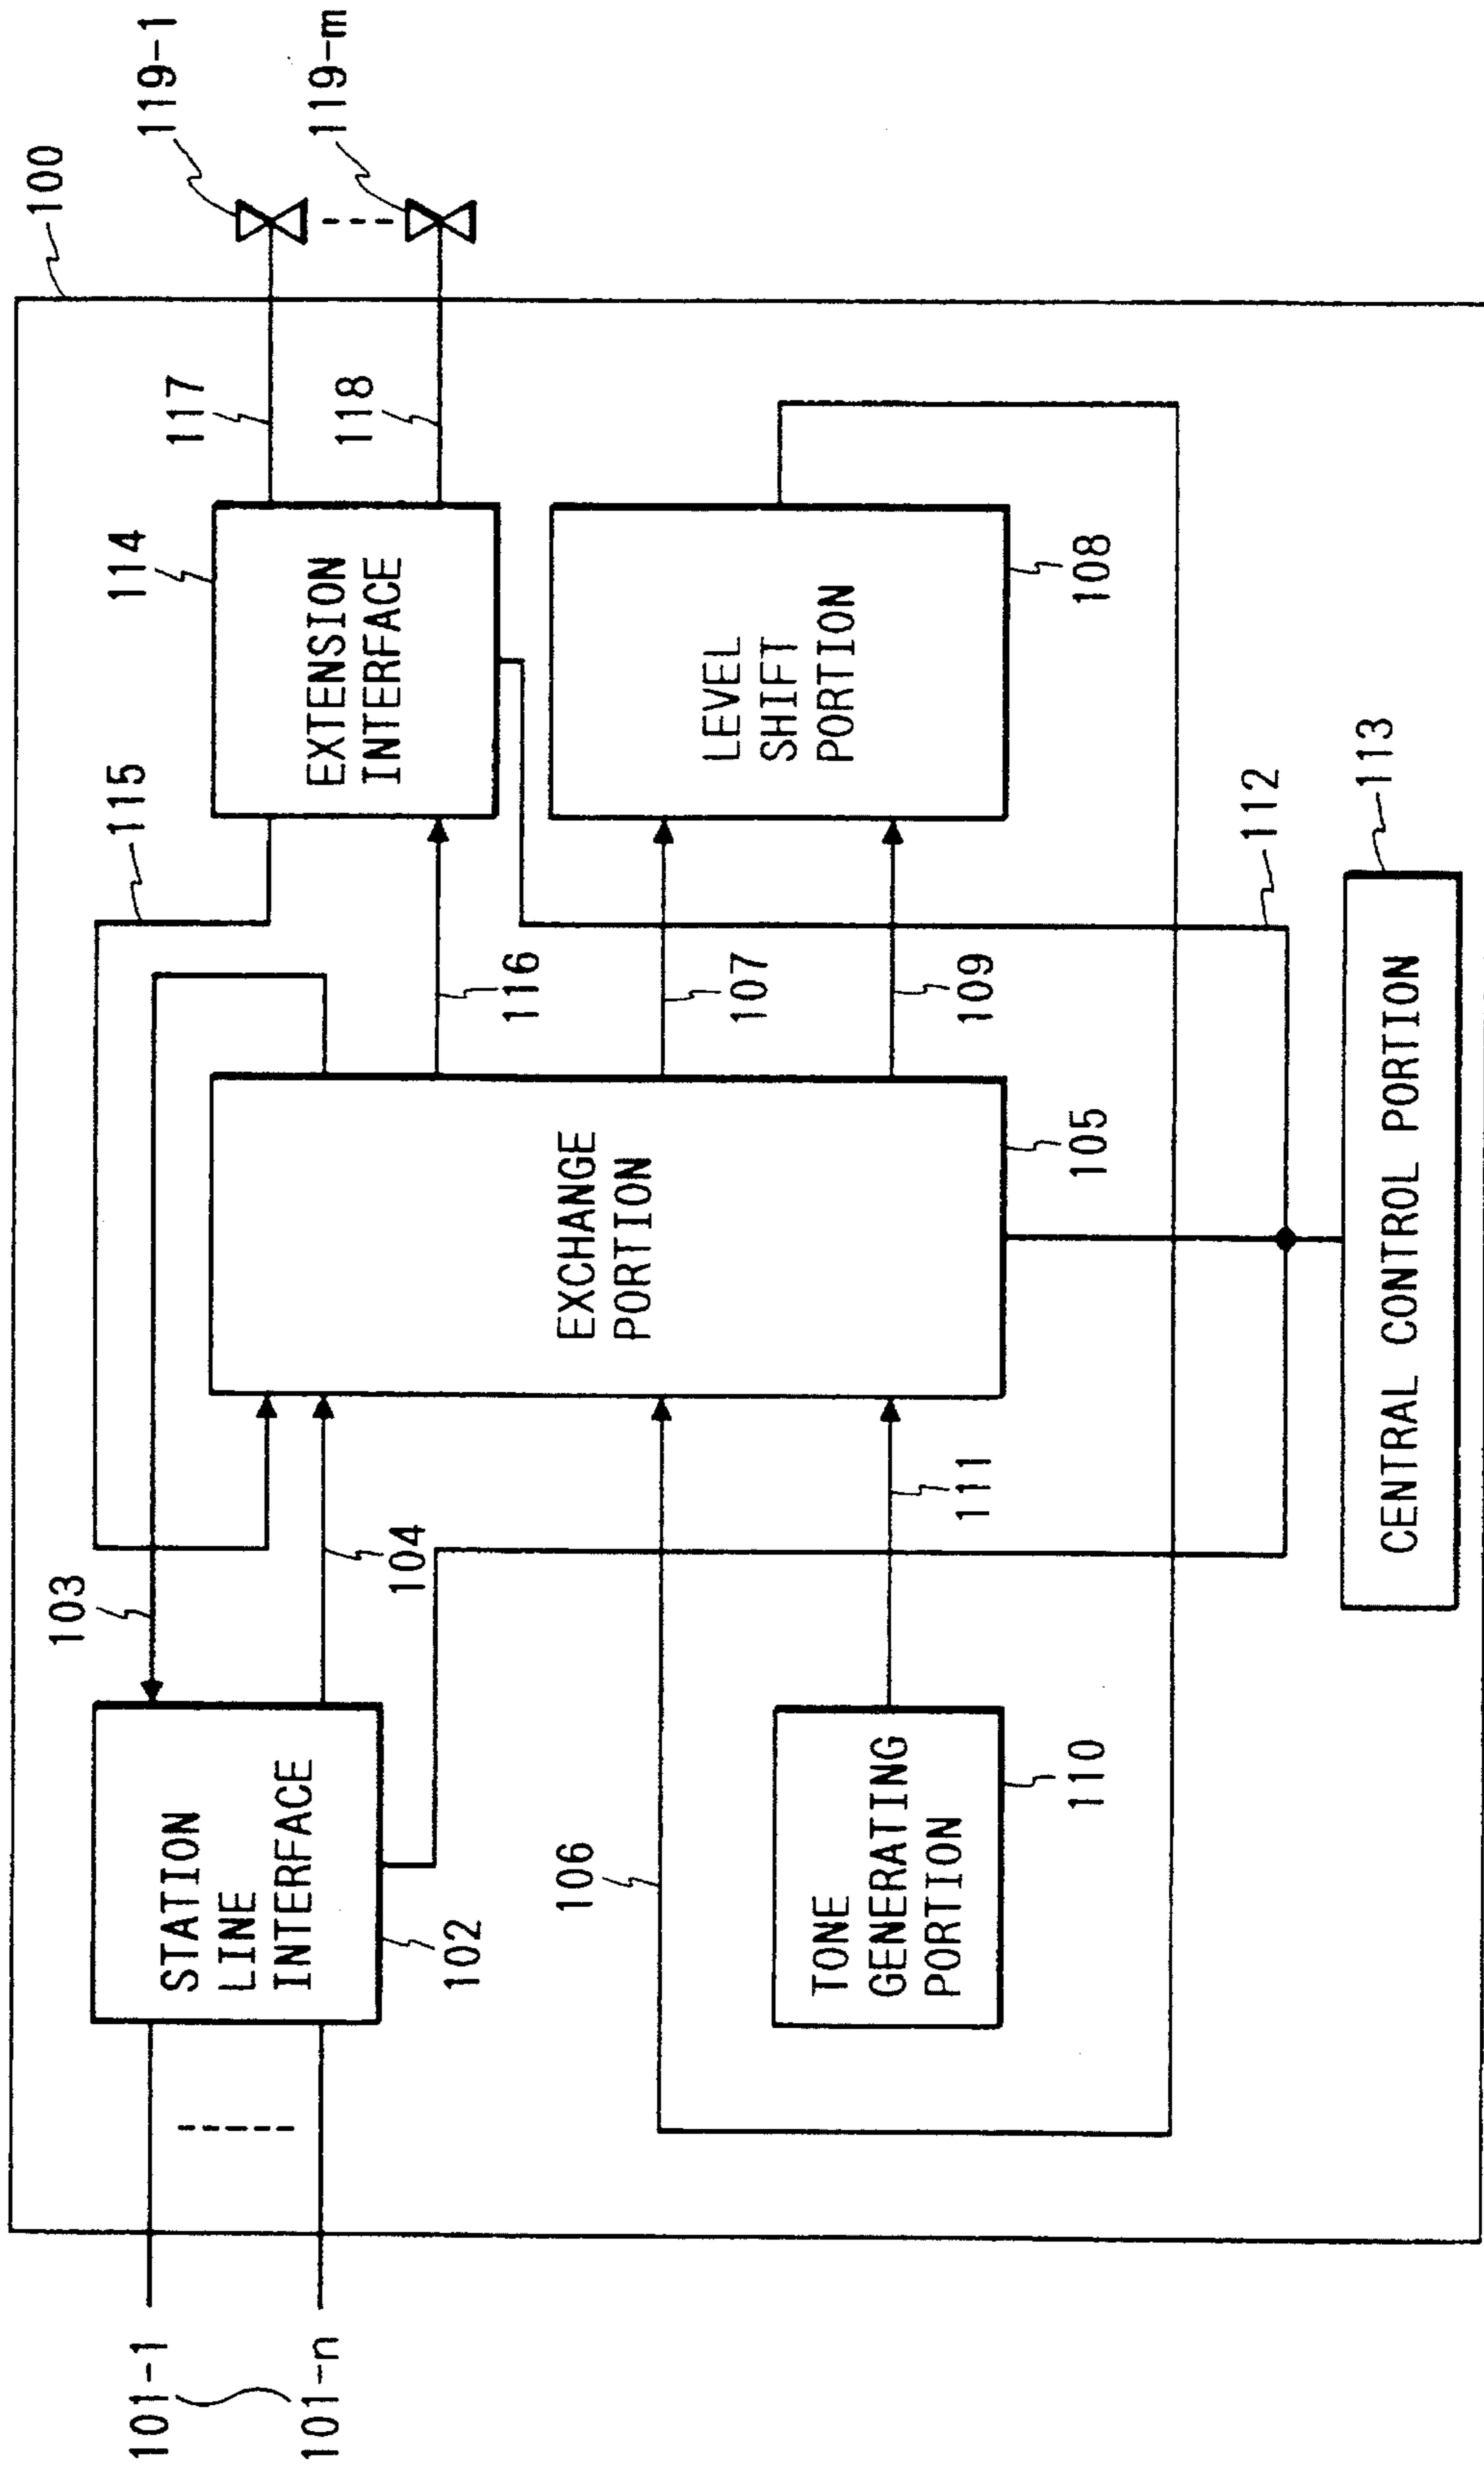 100
119-1
119-m
117
118
114
EXTENSION
INTERFACE
115
116
103
104
STATION
LINE
INTERFACE
102
101-1
101-n
EXCHANGE
PORTION
105
107
109
LEVEL
SHIFT
PORTION
108
106
111
TONE
GENERATING
PORTION
110
112
113
CENTRAL CONTROL PORTION